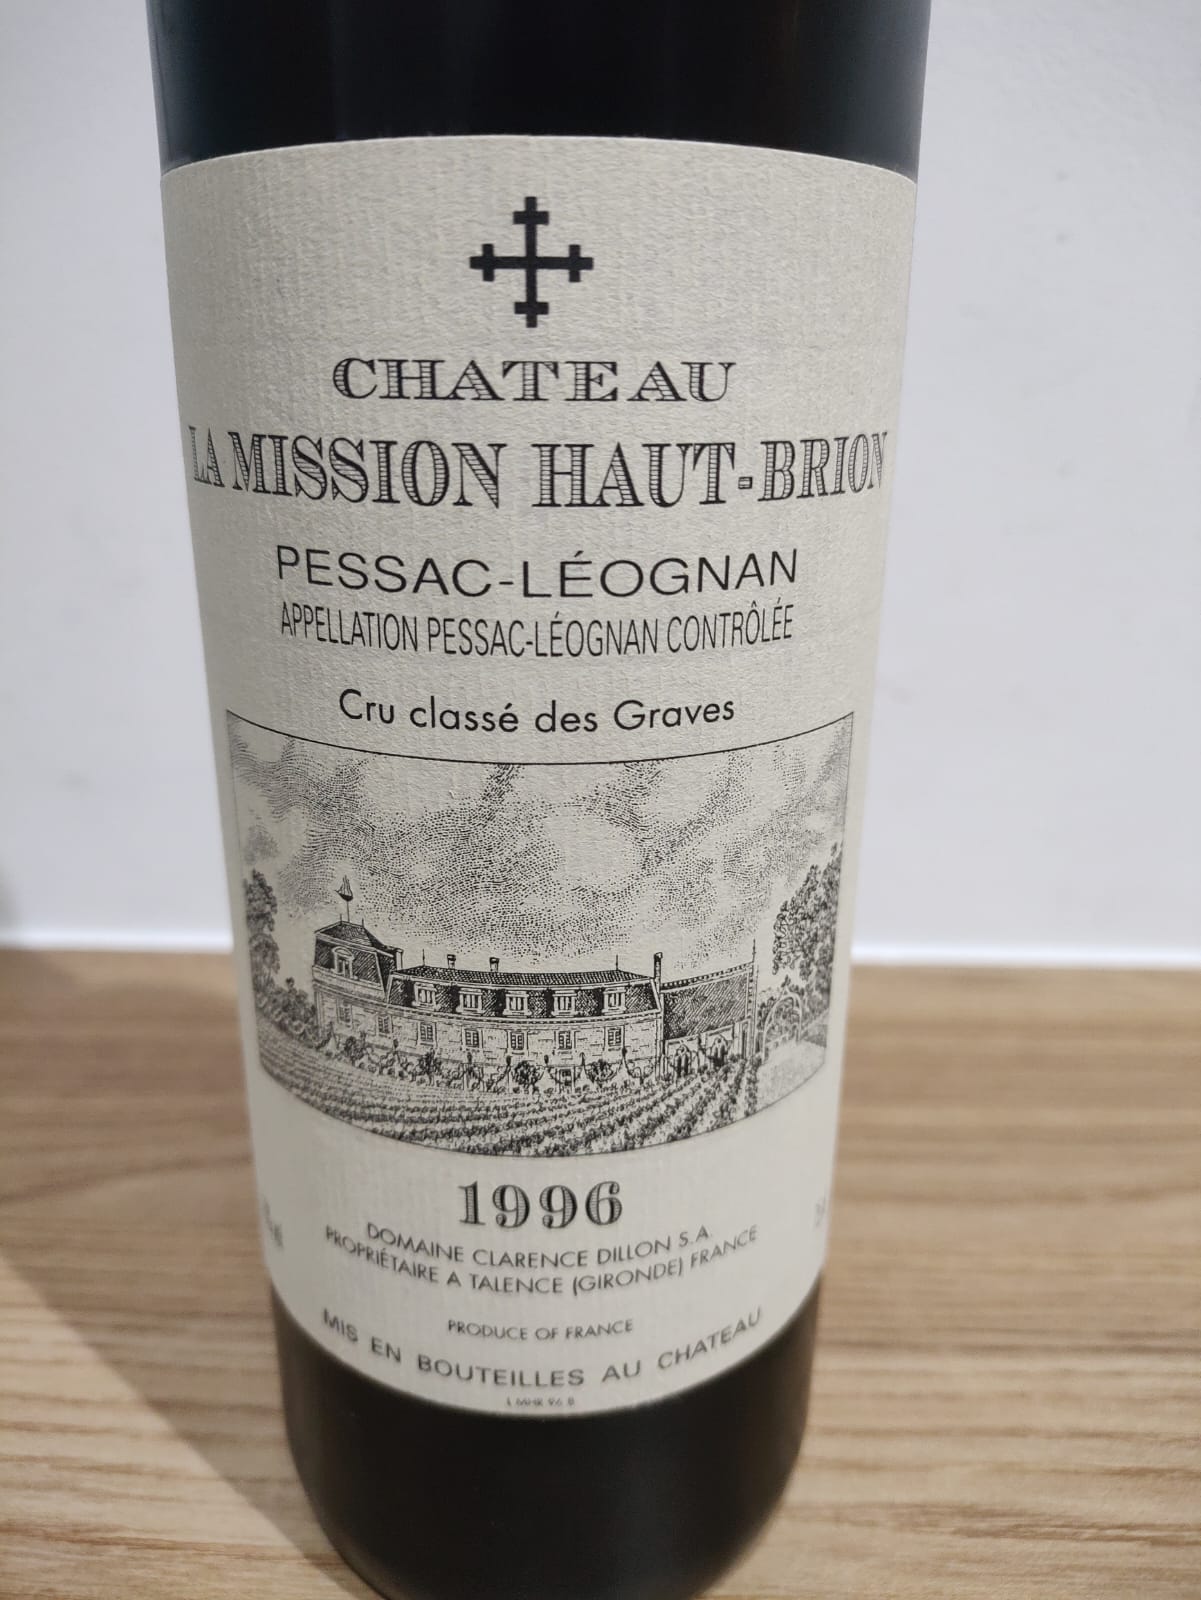 CHATEAU
LA MISSION HAUT-BRION
PESSAC-LÉOGNAN
APPELLATION PESSAC-LÉOGNAN CONTRÔLÉE
Cru classé des Graves
1996
DOMAINE CLARENCE DILLON S.A.
PROPRIÉTAIRE A TALENCE (GIRONDE) FRANCE
PRODUCE OF FRANCE
MIS EN BOUTEILLES AU CHATEAU